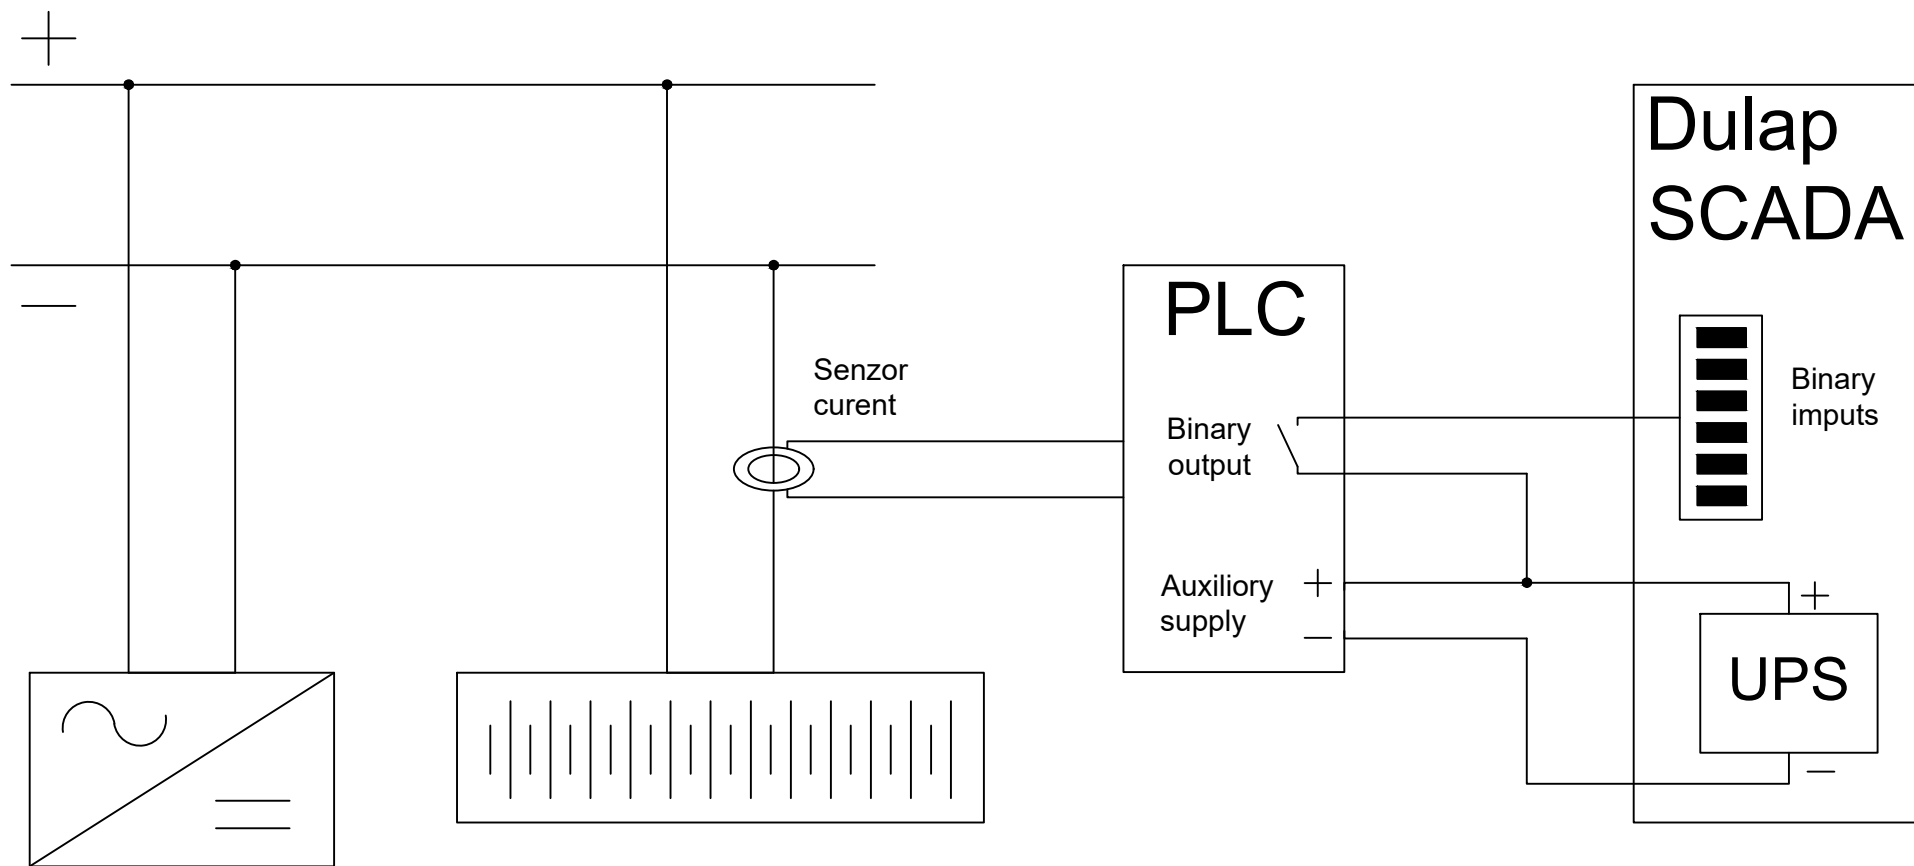 +
Dulap
SCADA
—
PLC
Senzor
curent
Binary
imputs
Binary
output
Auxiliory
supply
+
—
+
UPS
—